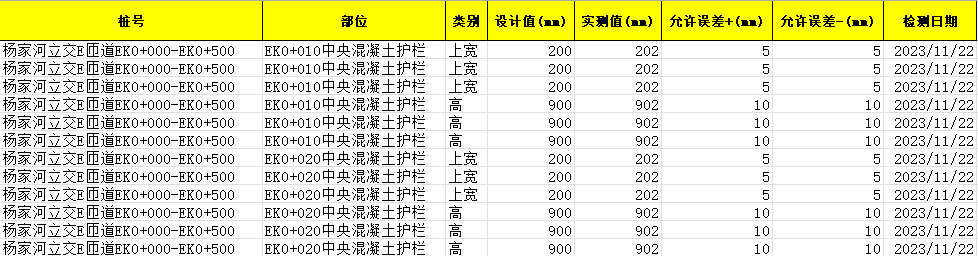 桩号 部位 类别 设计值(mm) 实测值(mm) 允许误差+(mm) 允许误差-(mm) 检测日期
杨家河立交E匝道EK0+000-EK0+500 EK0+010中央混凝土护栏 上宽 200 202 5 5 2023/11/22
杨家河立交E匝道EK0+000-EK0+500 EK0+010中央混凝土护栏 上宽 200 202 5 5 2023/11/22
杨家河立交E匝道EK0+000-EK0+500 EK0+010中央混凝土护栏 上宽 200 202 5 5 2023/11/22
杨家河立交E匝道EK0+000-EK0+500 EK0+010中央混凝土护栏 高 900 902 10 10 2023/11/22
杨家河立交E匝道EK0+000-EK0+500 EK0+010中央混凝土护栏 高 900 902 10 10 2023/11/22
杨家河立交E匝道EK0+000-EK0+500 EK0+010中央混凝土护栏 高 900 902 10 10 2023/11/22
杨家河立交E匝道EK0+000-EK0+500 EK0+020中央混凝土护栏 上宽 200 202 5 5 2023/11/22
杨家河立交E匝道EK0+000-EK0+500 EK0+020中央混凝土护栏 上宽 200 202 5 5 2023/11/22
杨家河立交E匝道EK0+000-EK0+500 EK0+020中央混凝土护栏 上宽 200 202 5 5 2023/11/22
杨家河立交E匝道EK0+000-EK0+500 EK0+020中央混凝土护栏 高 900 902 10 10 2023/11/22
杨家河立交E匝道EK0+000-EK0+500 EK0+020中央混凝土护栏 高 900 902 10 10 2023/11/22
杨家河立交E匝道EK0+000-EK0+500 EK0+020中央混凝土护栏 高 900 902 10 10 2023/11/22